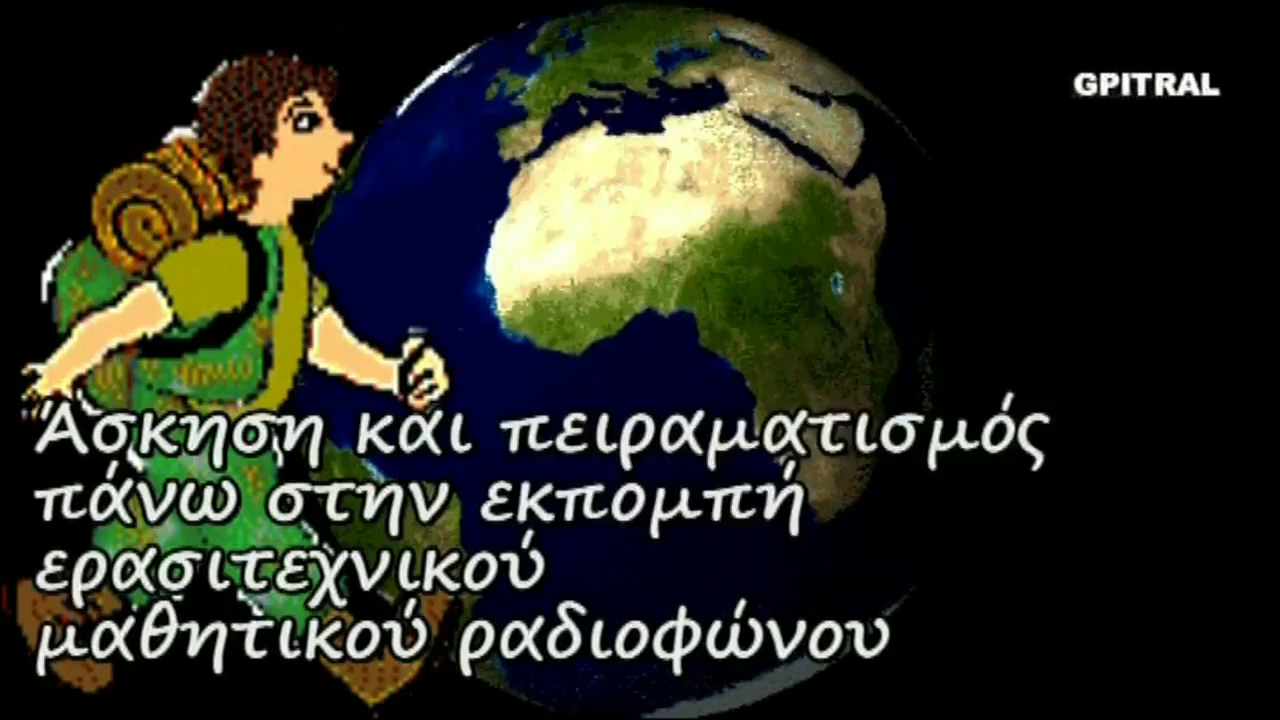 GPITRAL
Άσκηση και πειραματισμός
πάνω στην εκπομπή
ερασιτεχνικού
μαθητικού ραδιοφώνου